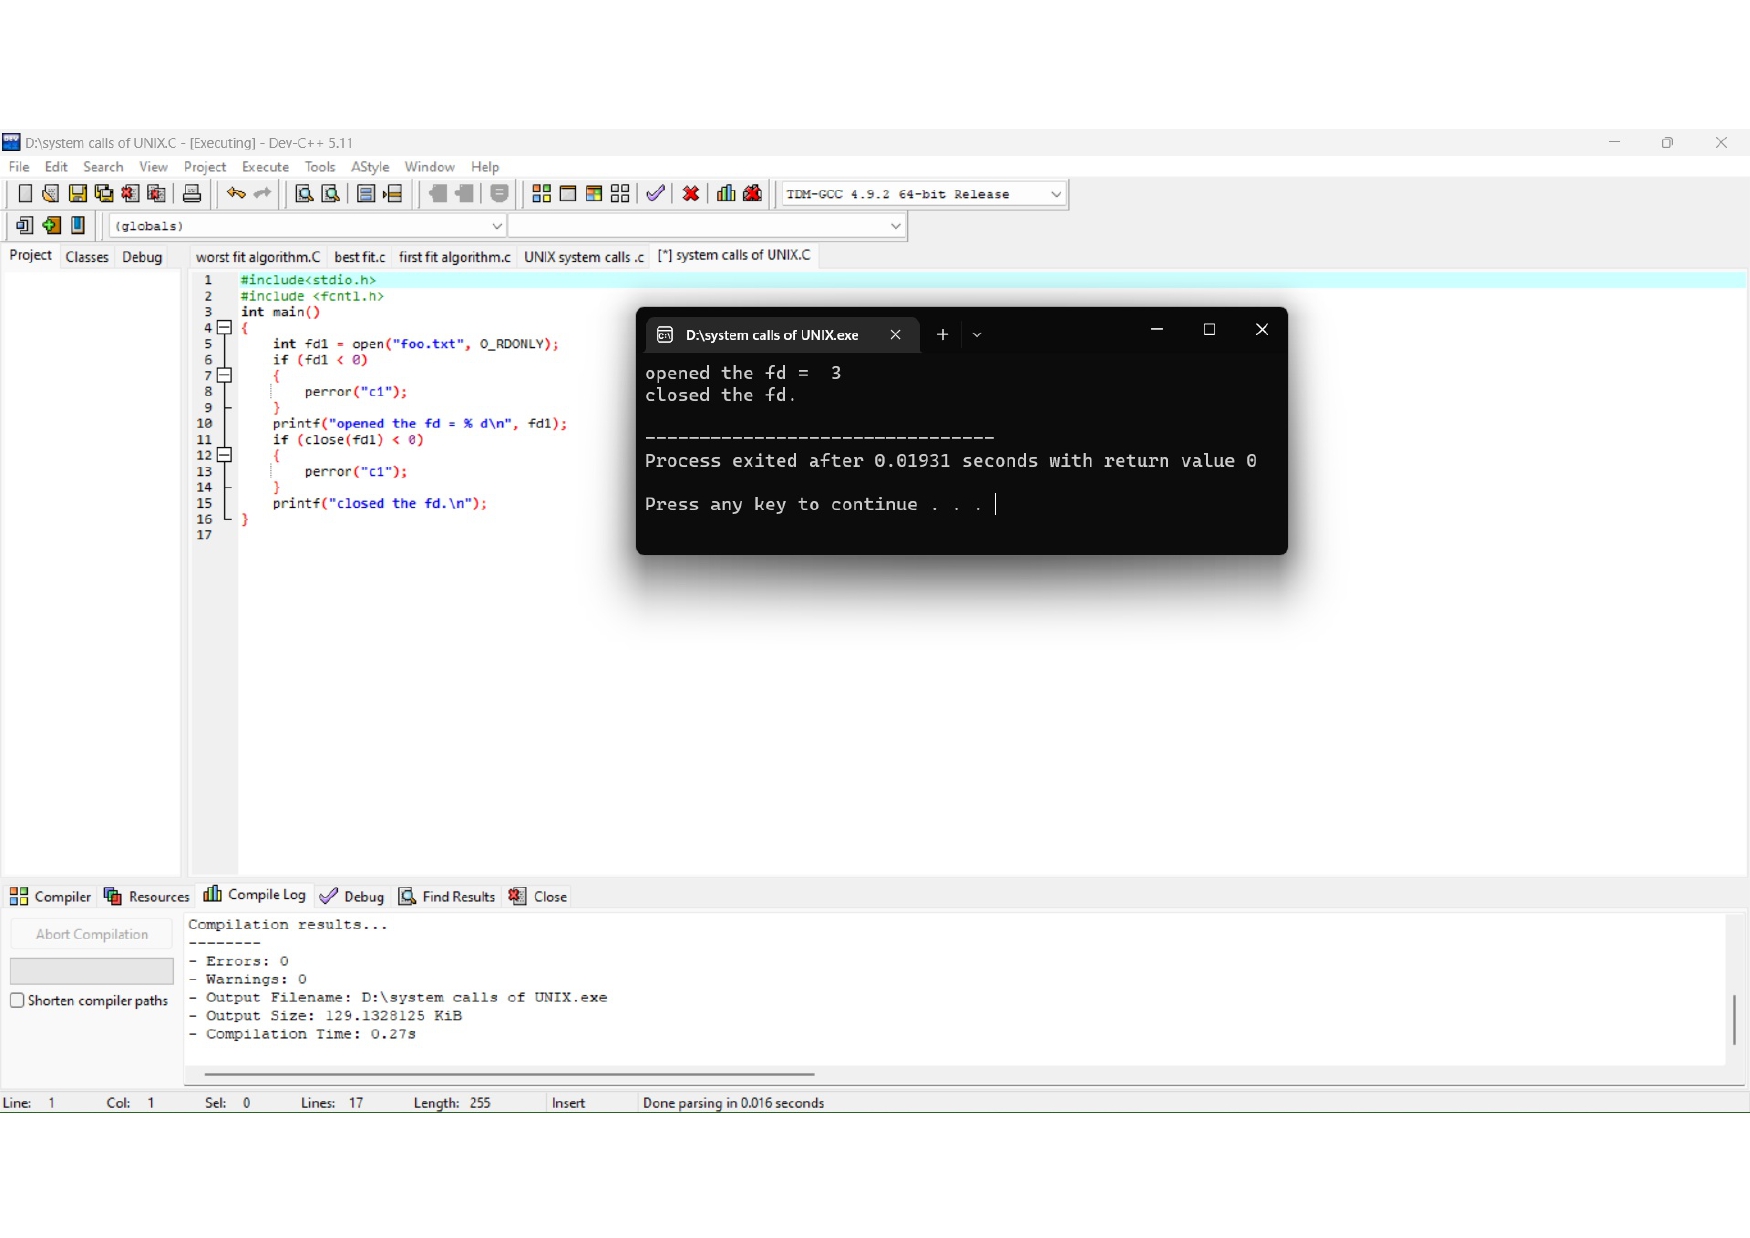 D:\system calls of UNIX.C - [Executing] - Dev-C++ 5.11
File Edit Search View Project Execute Tools AStyle Window Help
TDM-GCC 4.9.2 64-bit Release
(globals)
Project Classes Debug
worst fit algorithm.C best fit.c first fit algorithm.c UNIX system calls .c [*] system calls of UNIX.C
1 #include<stdio.h>
2 #include <fcntl.h>
3 int main()
4 {
5 int fd1 = open("foo.txt", O_RDONLY);
6 if (fd1 < 0)
7 {
8 perror("c1");
9 }
10 printf("opened the fd = % d\n", fd1);
11 if (close(fd1) < 0)
12 {
13 perror("c1");
14 }
15 printf("closed the fd.\n");
16 }
17
D:\system calls of UNIX.exe
opened the fd =  3
closed the fd.
--------------------------------
Process exited after 0.01931 seconds with return value 0
Press any key to continue . . .
Compiler Resources Compile Log Debug Find Results Close
Abort Compilation
Shorten compiler paths
Compilation results...
--------
- Errors: 0
- Warnings: 0
- Output Filename: D:\system calls of UNIX.exe
- Output Size: 129.1328125 KiB
- Compilation Time: 0.27s
Line: 1 Col: 1 Sel: 0 Lines: 17 Length: 255 Insert Done parsing in 0.016 seconds